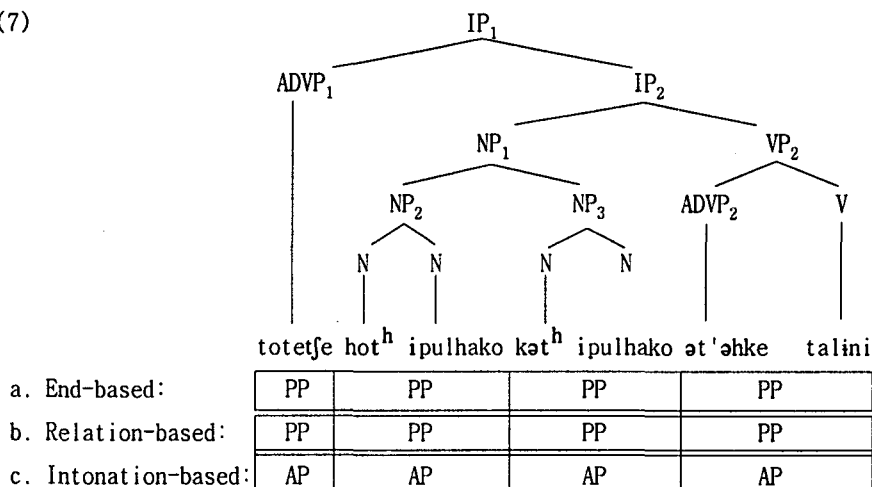 (7)
IP₁
ADVP₁ IP₂
NP₁ VP₂
NP₂ NP₃ ADVP₂ V
N N N N
totetʃe hotʰ ipulhako kətʰ ipulhako ət'əhke talɨni
a. End-based: PP PP PP PP
b. Relation-based: PP PP PP PP
c. Intonation-based: AP AP AP AP